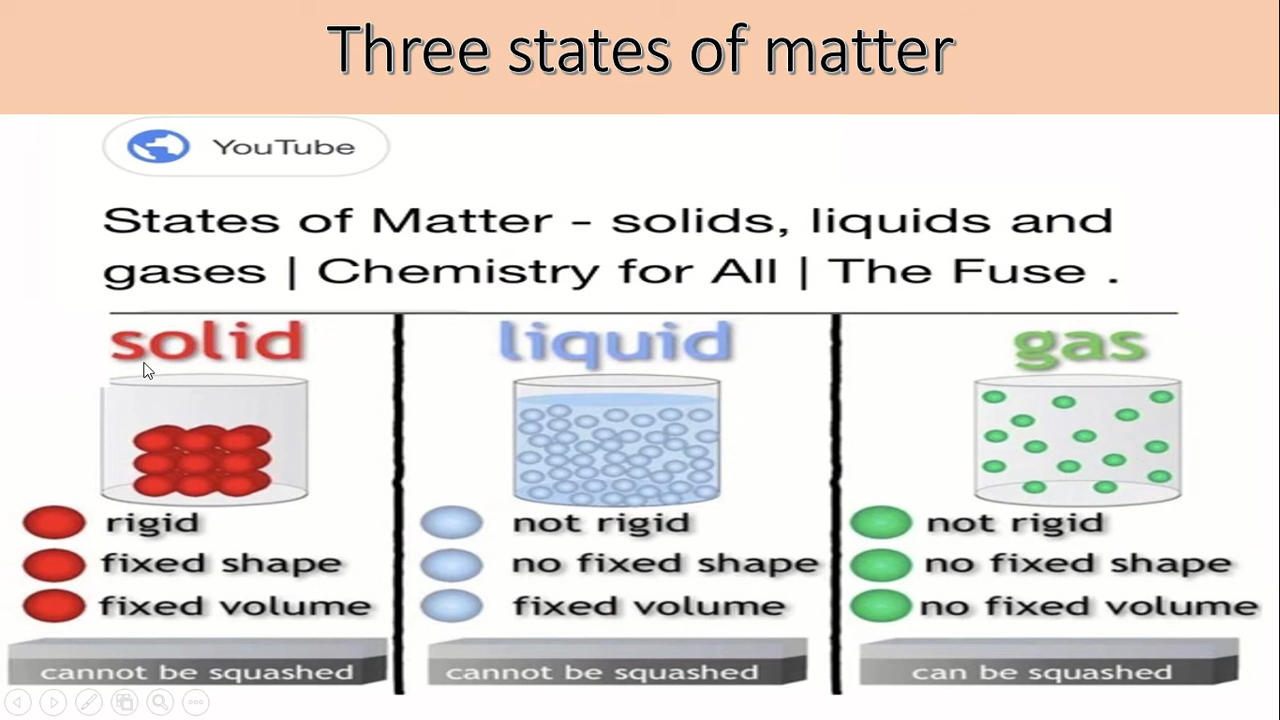 Three states of matter
YouTube
States of Matter - solids, liquids and
gases | Chemistry for All | The Fuse .
solid
rigid
fixed shape
fixed volume
cannot be squashed
liquid
not rigid
no fixed shape
fixed volume
cannot be squashed
gas
not rigid
no fixed shape
no fixed volume
can be squashed